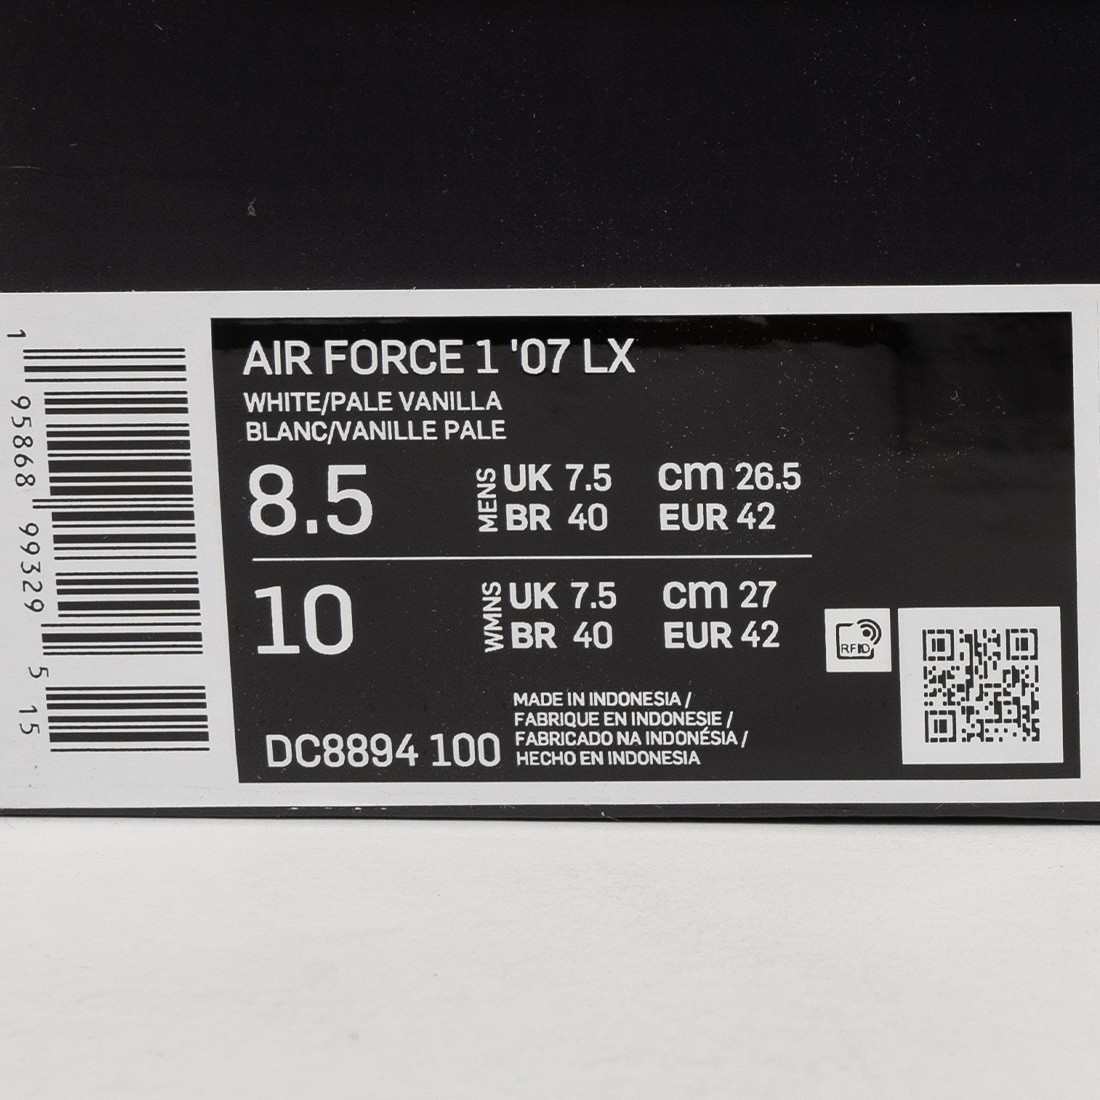 AIR FORCE 1 '07 LX
WHITE/PALE VANILLA
BLANC/VANILLE PALE
8.5 MENS UK 7.5 CM 26.5
BR 40 EUR 42
10 WMNS UK 7.5 CM 27
BR 40 EUR 42
RFID
MADE IN INDONESIA /
FABRIQUE EN INDONESIE /
FABRICADO NA INDONÉSIA /
HECHO EN INDONESIA
DC8894 100
1 95868 99329 5 15